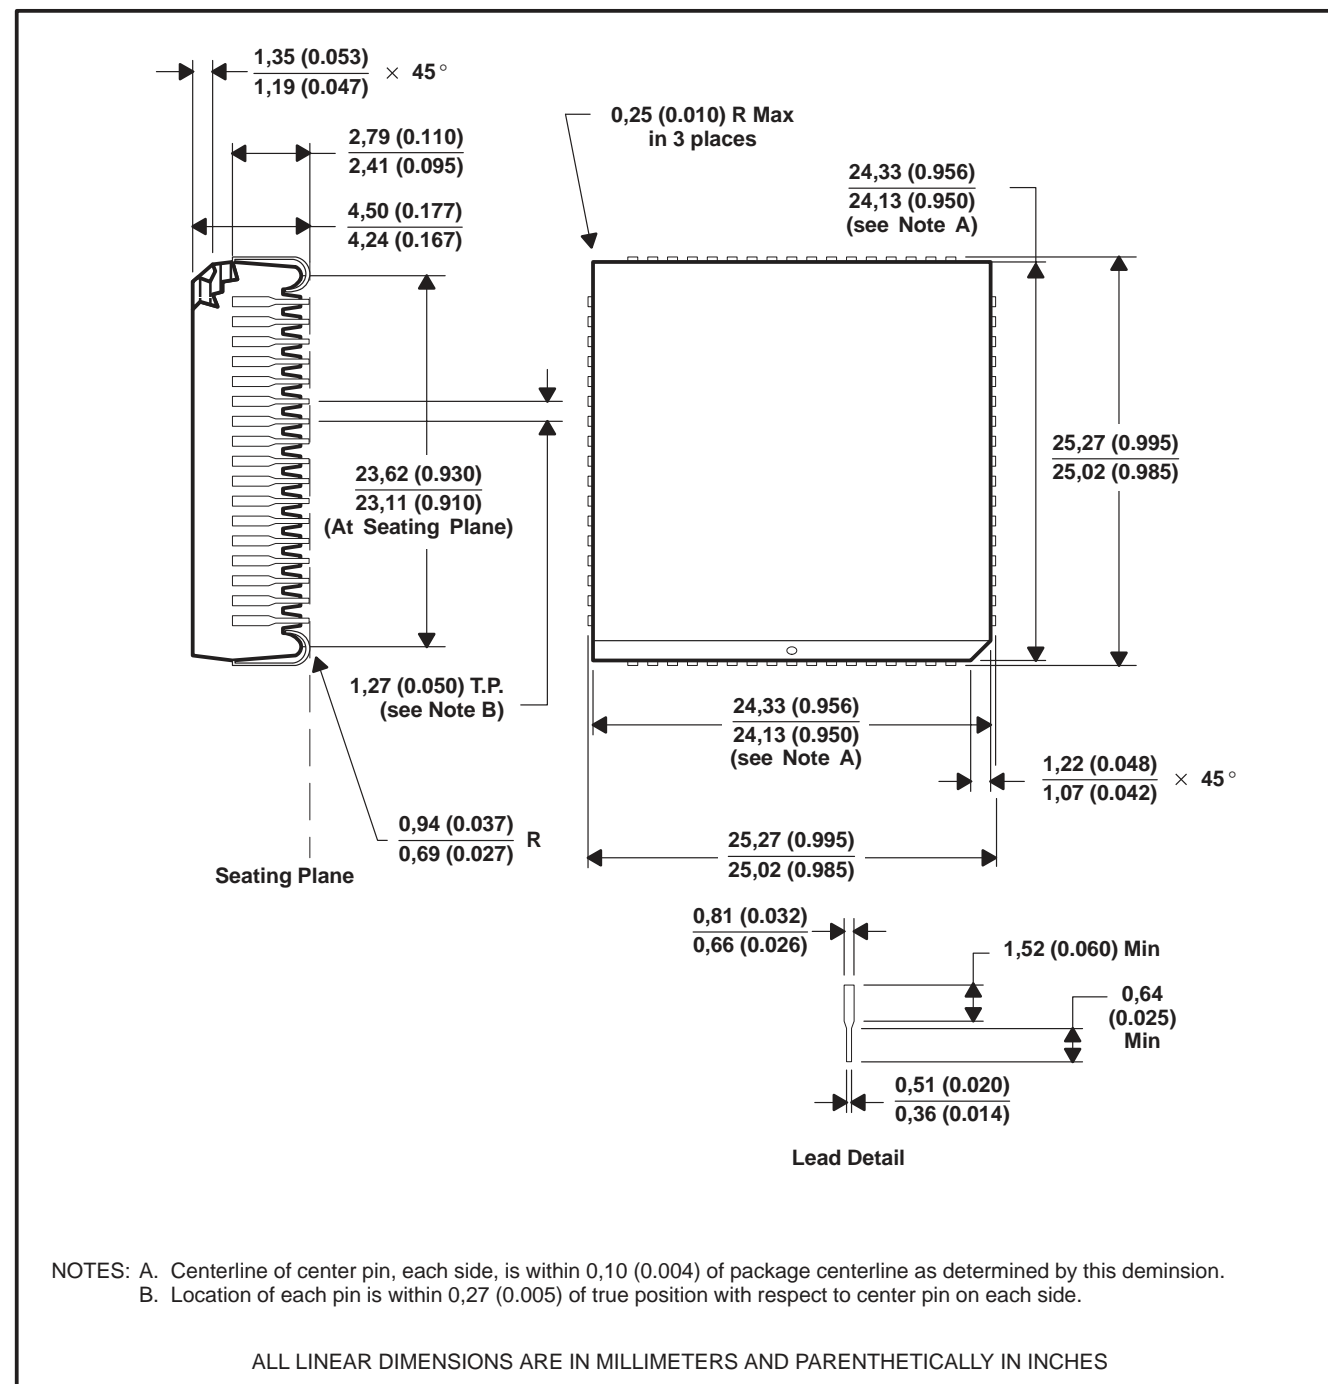 1,35 (0.053)
1,19 (0.047)
× 45°
2,79 (0.110)
2,41 (0.095)
4,50 (0.177)
4,24 (0.167)
0,25 (0.010) R Max
in 3 places
24,33 (0.956)
24,13 (0.950)
(see Note A)
23,62 (0.930)
23,11 (0.910)
(At Seating Plane)
25,27 (0.995)
25,02 (0.985)
1,27 (0.050) T.P.
(see Note B)
24,33 (0.956)
24,13 (0.950)
(see Note A)
1,22 (0.048)
1,07 (0.042)
× 45°
0,94 (0.037)
0,69 (0.027)
R
Seating Plane
25,27 (0.995)
25,02 (0.985)
0,81 (0.032)
0,66 (0.026)
1,52 (0.060) Min
0,64
(0.025)
Min
0,51 (0.020)
0,36 (0.014)
Lead Detail
NOTES: A. Centerline of center pin, each side, is within 0,10 (0.004) of package centerline as determined by this deminsion.
B. Location of each pin is within 0,27 (0.005) of true position with respect to center pin on each side.
ALL LINEAR DIMENSIONS ARE IN MILLIMETERS AND PARENTHETICALLY IN INCHES